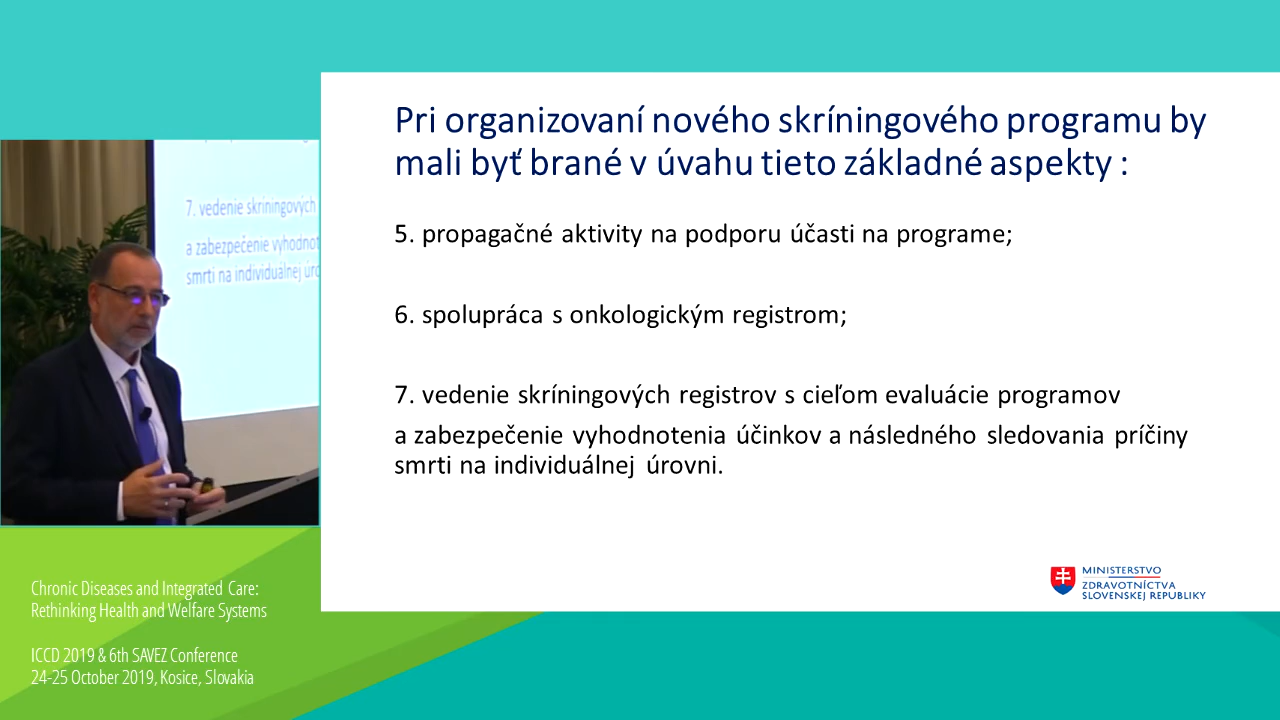 Pri organizovaní nového skríningového programu by
mali byť brané v úvahu tieto základné aspekty :
5. propagačné aktivity na podporu účasti na programe;
6. spolupráca s onkologickým registrom;
7. vedenie skríningových registrov s cieľom evaluácie programov
a zabezpečenie vyhodnotenia účinkov a následného sledovania príčiny
smrti na individuálnej úrovni.
MINISTERSTVO
ZDRAVOTNÍCTVA
SLOVENSKEJ REPUBLIKY
7. vedenie skríningových
a zabezpečenie vyhodnot
smrti na individuálnej úro
Chronic Diseases and Integrated Care:
Rethinking Health and Welfare Systems
ICCD 2019 & 6th SAVEZ Conference
24-25 October 2019, Kosice, Slovakia